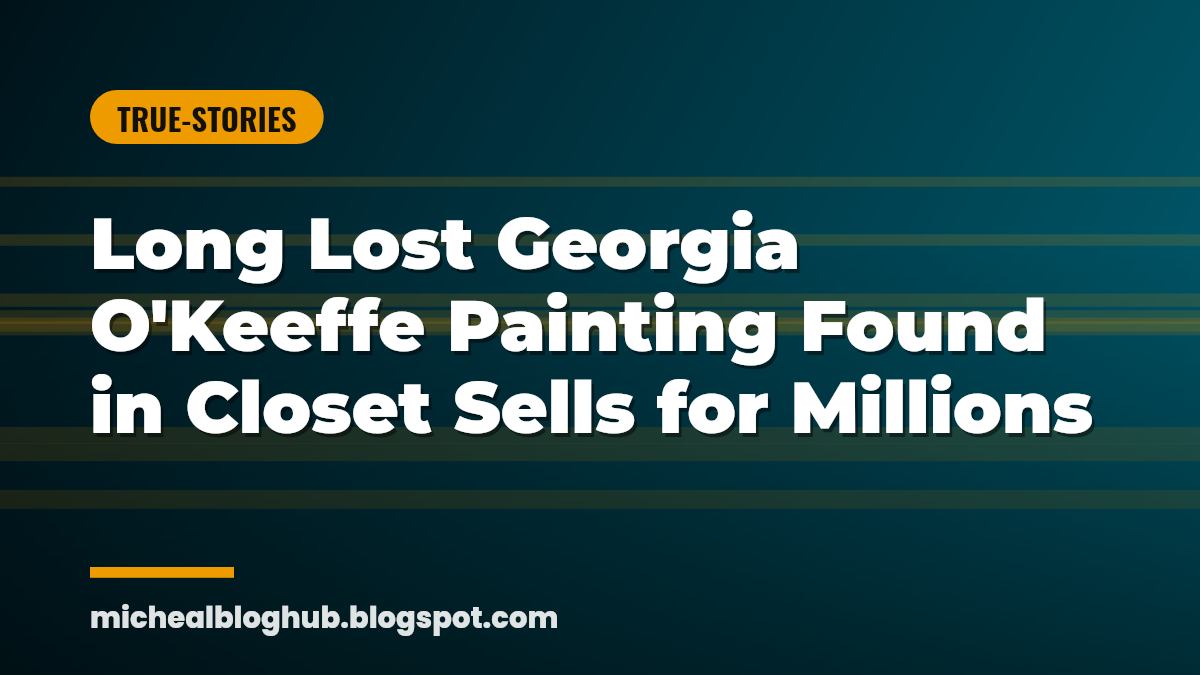 TRUE-STORIES
Long Lost Georgia
O'Keeffe Painting Found
in Closet Sells for Millions
michealbloghub.blogspot.com